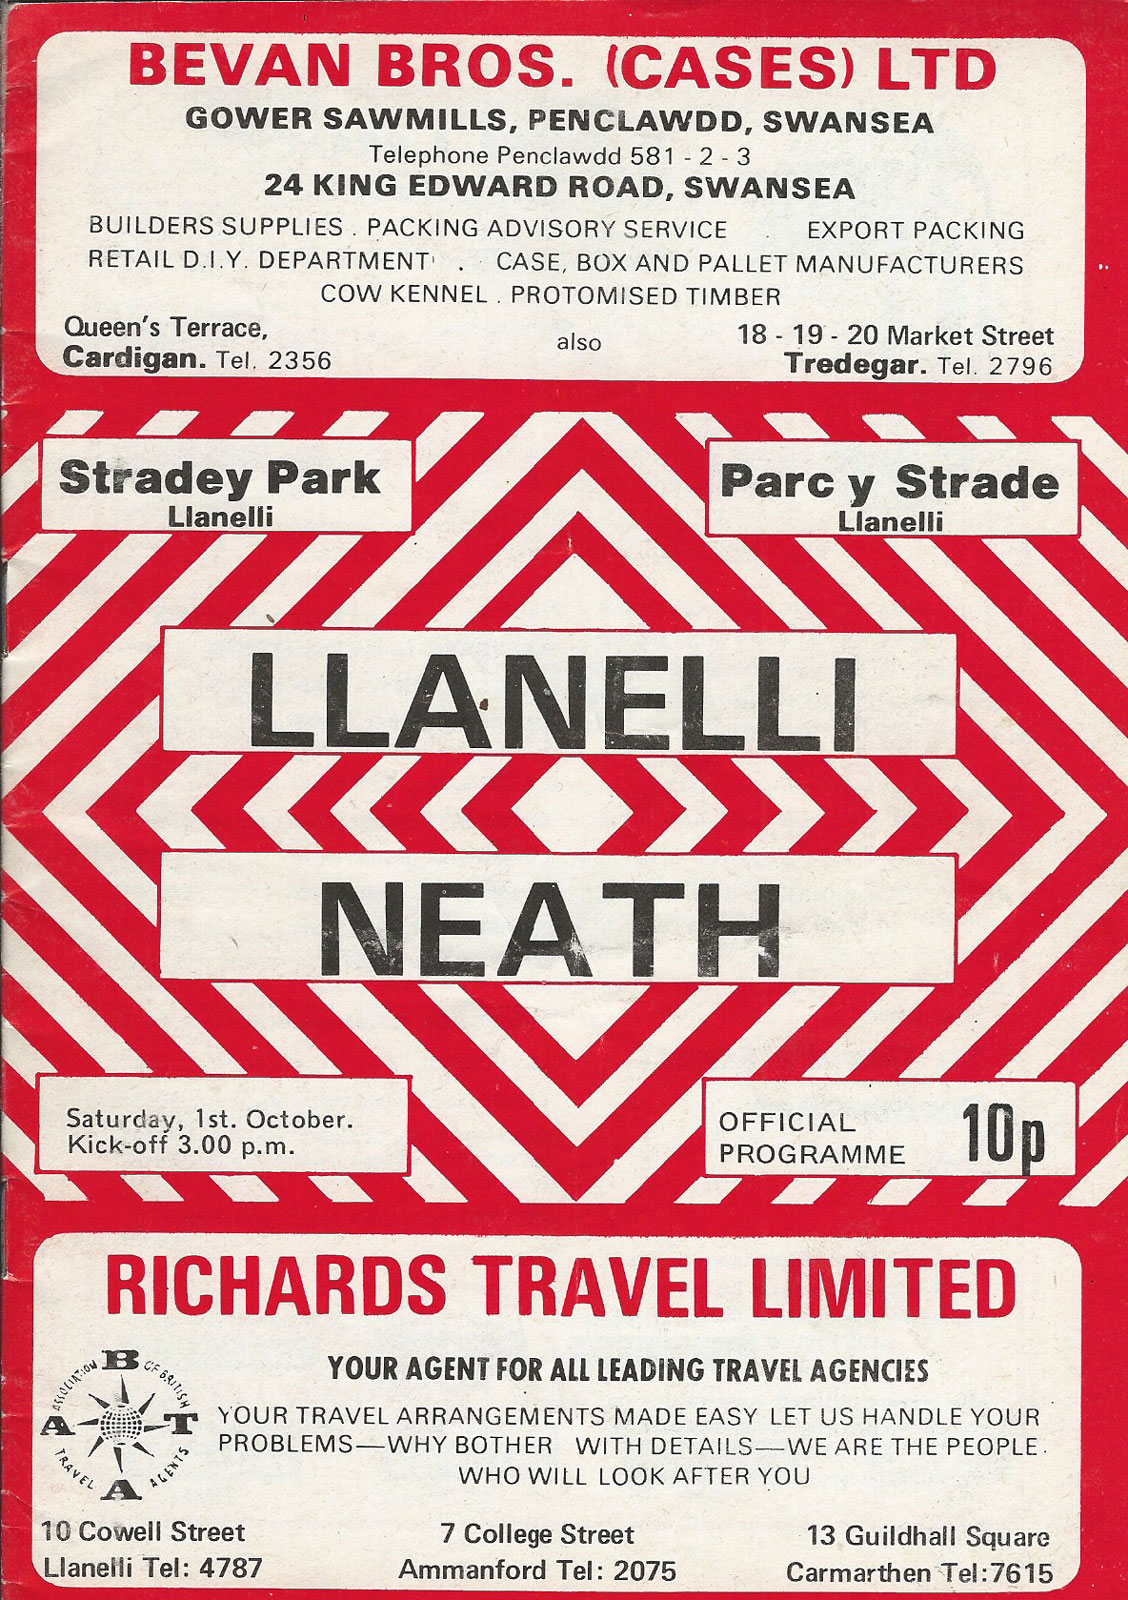 BEVAN BROS. (CASES) LTD
GOWER SAWMILLS, PENCLAWDD, SWANSEA
Telephone Penclawdd 581 - 2 - 3
24 KING EDWARD ROAD, SWANSEA
BUILDERS SUPPLIES . PACKING ADVISORY SERVICE . EXPORT PACKING
RETAIL D.I.Y. DEPARTMENT . CASE, BOX AND PALLET MANUFACTURERS
COW KENNEL . PROTOMISED TIMBER
Queen's Terrace,
Cardigan. Tel. 2356
also
18 - 19 - 20 Market Street
Tredegar. Tel. 2796
Stradey Park
Llanelli
Parc y Strade
Llanelli
LLANELLI
NEATH
Saturday, 1st. October.
Kick-off 3.00 p.m.
OFFICIAL
PROGRAMME
10p
RICHARDS TRAVEL LIMITED
ASSOCIATION OF BRITISH
TRAVEL AGENTS
A B T A
YOUR AGENT FOR ALL LEADING TRAVEL AGENCIES
YOUR TRAVEL ARRANGEMENTS MADE EASY LET US HANDLE YOUR
PROBLEMS—WHY BOTHER WITH DETAILS—WE ARE THE PEOPLE
WHO WILL LOOK AFTER YOU
10 Cowell Street
Llanelli Tel: 4787
7 College Street
Ammanford Tel: 2075
13 Guildhall Square
Carmarthen Tel:7615